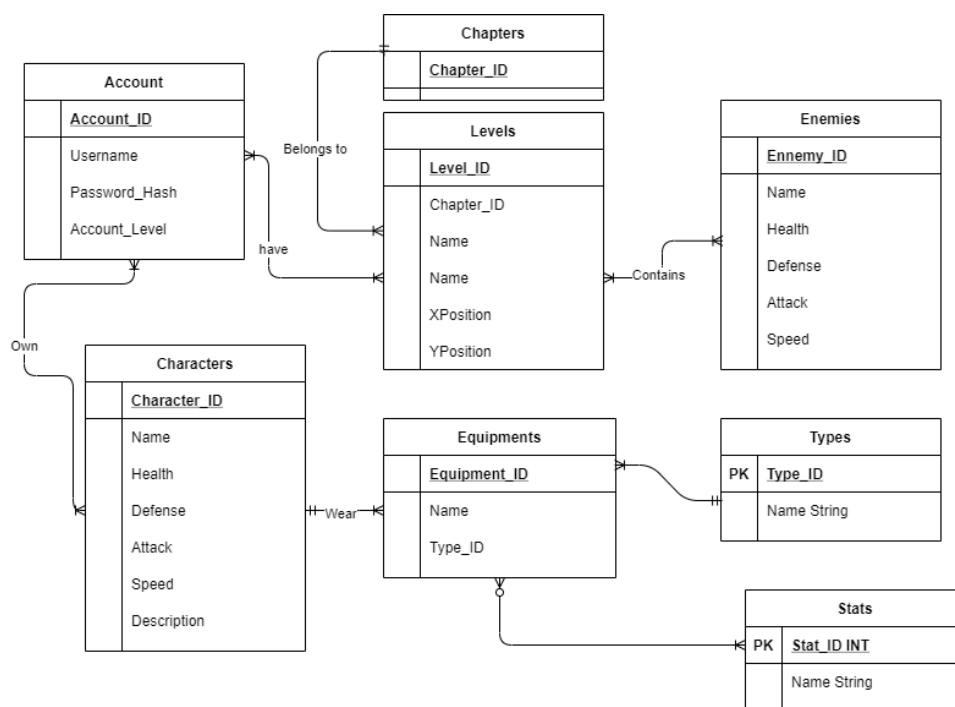 Chapters
Chapter_ID
Account
Account_ID
Username
Password_Hash
Account_Level
Belongs to
have
Levels
Level_ID
Chapter_ID
Name
Name
XPosition
YPosition
Contains
Enemies
Ennemy_ID
Name
Health
Defense
Attack
Speed
Own
Characters
Character_ID
Name
Health
Defense
Attack
Speed
Description
Wear
Equipments
Equipment_ID
Name
Type_ID
Types
PK Type_ID
Name String
Stats
PK Stat_ID INT
Name String